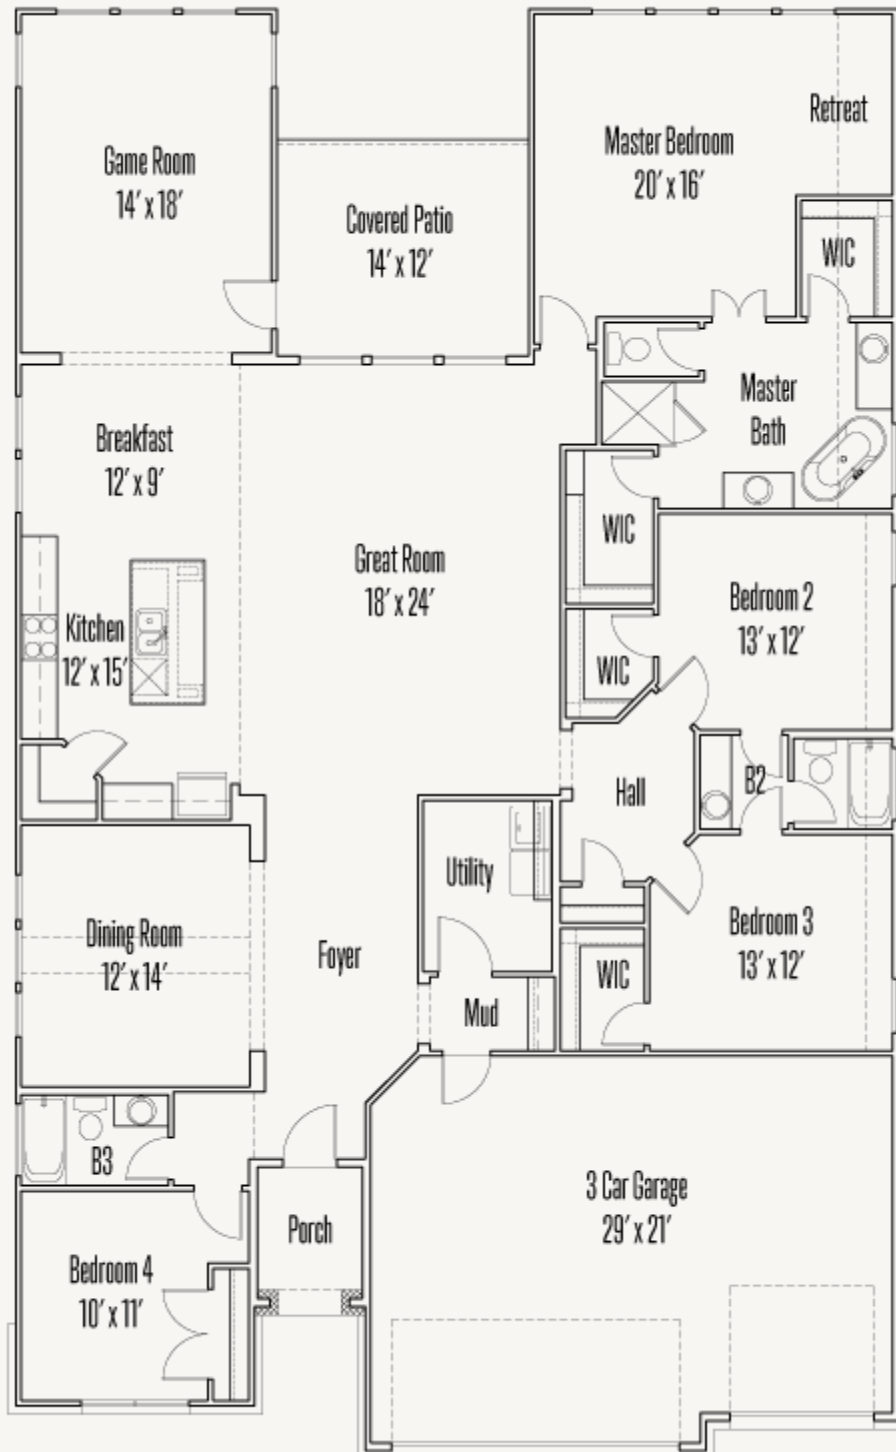 Retreat
Master Bedroom
20′ x 16′
Game Room
14′ x 18′
Covered Patio
14′ x 12′
WIC
Master
Bath
Breakfast
12′ x 9′
WIC
Great Room
18′ x 24′
Bedroom 2
13′ x 12′
Kitchen
12′ x 15′
WIC
B2
Hall
Utility
Bedroom 3
13′ x 12′
Dining Room
12′ x 14′
Foyer
WIC
Mud
B3
3 Car Garage
29′ x 21′
Porch
Bedroom 4
10′ x 11′